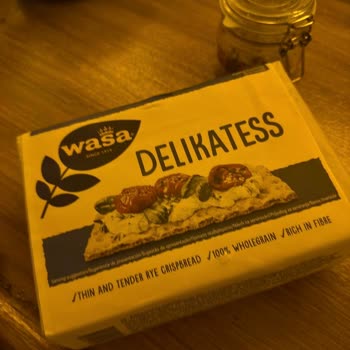 wasa
SINCE 1919
DELIKATESS
✓THIN AND TENDER RYE CRISPBREAD ✓100% WHOLEGRAIN ✓RICH IN FIBRE